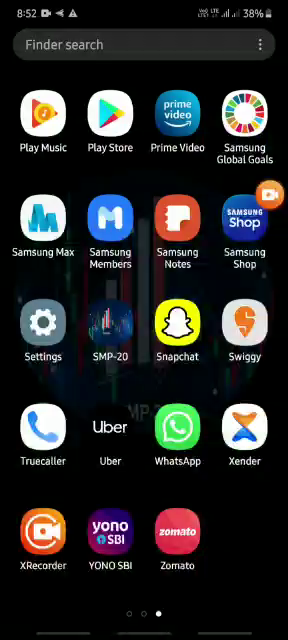 8:52 38%
Finder search
Play Music Play Store Prime Video Samsung Global Goals
prime video
SAMSUNG Shop
Samsung Max Samsung Members Samsung Notes Samsung Shop
Settings SMP-20 Snapchat Swiggy
Uber
Truecaller Uber WhatsApp Xender
yono SBI
zomato
XRecorder YONO SBI Zomato